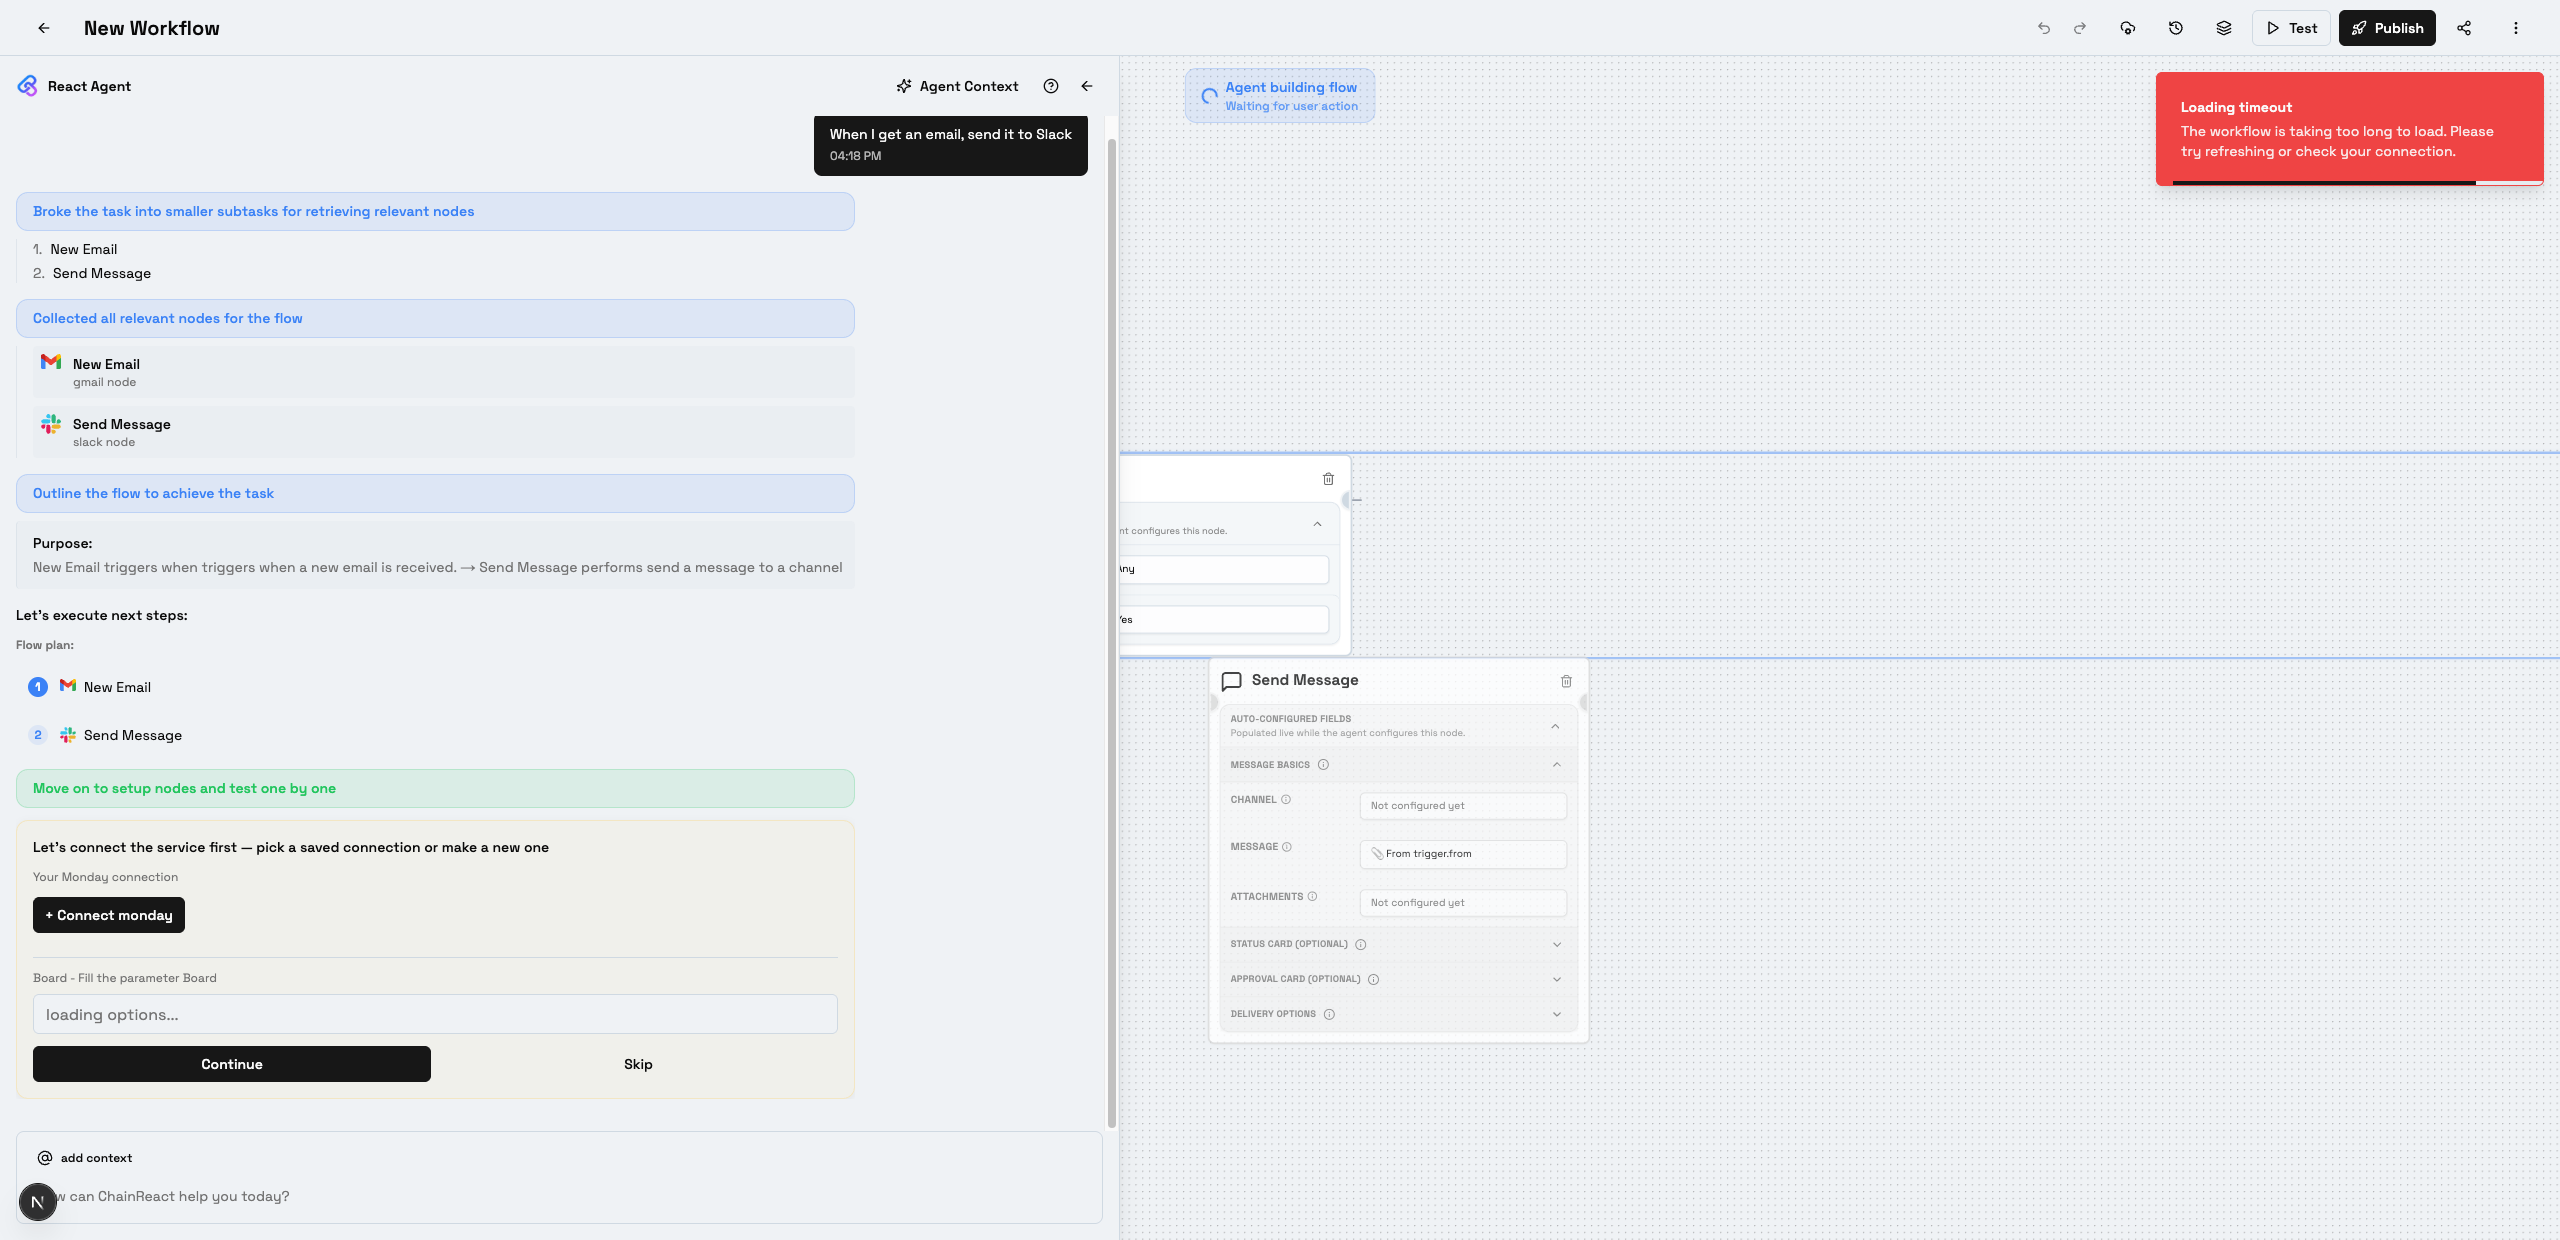 New Workflow
Test
Publish
React Agent
Agent Context
When I get an email, send it to Slack
04:18 PM
Broke the task into smaller subtasks for retrieving relevant nodes
1. New Email
2. Send Message
Collected all relevant nodes for the flow
New Email
gmail node
Send Message
slack node
Outline the flow to achieve the task
Purpose:
New Email triggers when triggers when a new email is received. → Send Message performs send a message to a channel
Let's execute next steps:
Flow plan:
1 New Email
2 Send Message
Move on to setup nodes and test one by one
Let's connect the service first — pick a saved connection or make a new one
Your Monday connection
+ Connect monday
Board - Fill the parameter Board
loading options...
Continue
Skip
add context
can ChainReact help you today?
N
Agent building flow
Waiting for user action
Loading timeout
The workflow is taking too long to load. Please
try refreshing or check your connection.
configures this node.
Any
Yes
Send Message
AUTO-CONFIGURED FIELDS
Populated live while the agent configures this node.
MESSAGE BASICS
CHANNEL
Not configured yet
MESSAGE
From trigger.from
ATTACHMENTS
Not configured yet
STATUS CARD (OPTIONAL)
APPROVAL CARD (OPTIONAL)
DELIVERY OPTIONS